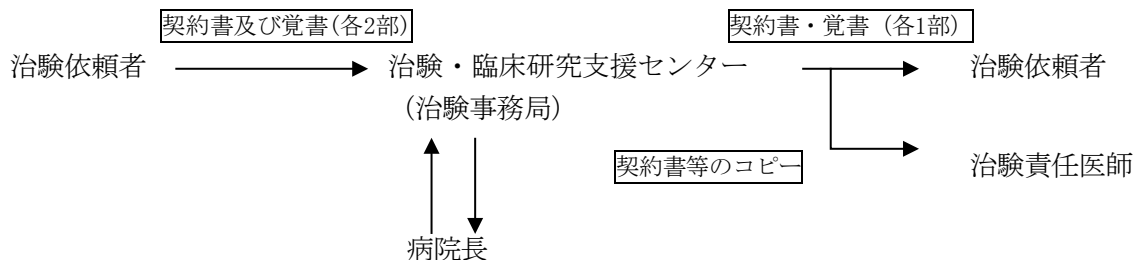 契約書及び覚書(各2部)
契約書・覚書（各1部）
治験依頼者
治験・臨床研究支援センター
治験依頼者
（治験事務局）
契約書等のコピー
治験責任医師
病院長